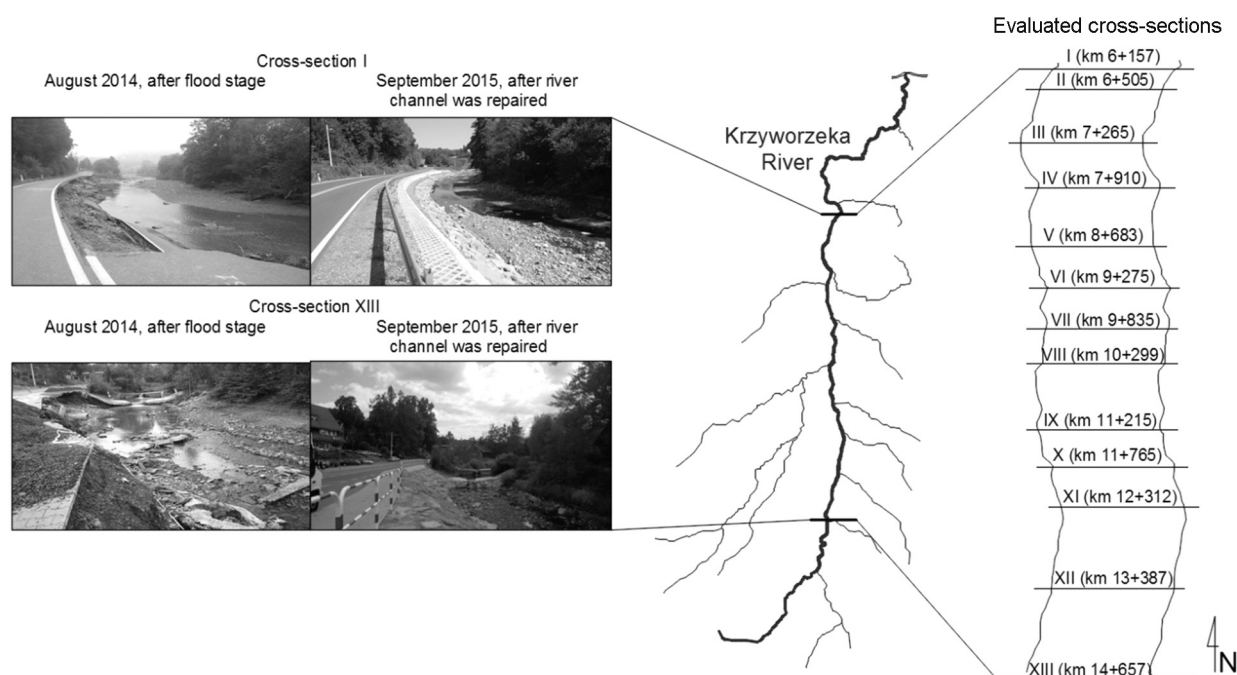 Evaluated cross-sections
Cross-section I
August 2014, after flood stage
September 2015, after river
channel was repaired
Cross-section XIII
August 2014, after flood stage
September 2015, after river
channel was repaired
Krzyworzeka
River
I (km 6+157)
II (km 6+505)
III (km 7+265)
IV (km 7+910)
V (km 8+683)
VI (km 9+275)
VII (km 9+835)
VIII (km 10+299)
IX (km 11+215)
X (km 11+765)
XI (km 12+312)
XII (km 13+387)
XIII (km 14+657)
N